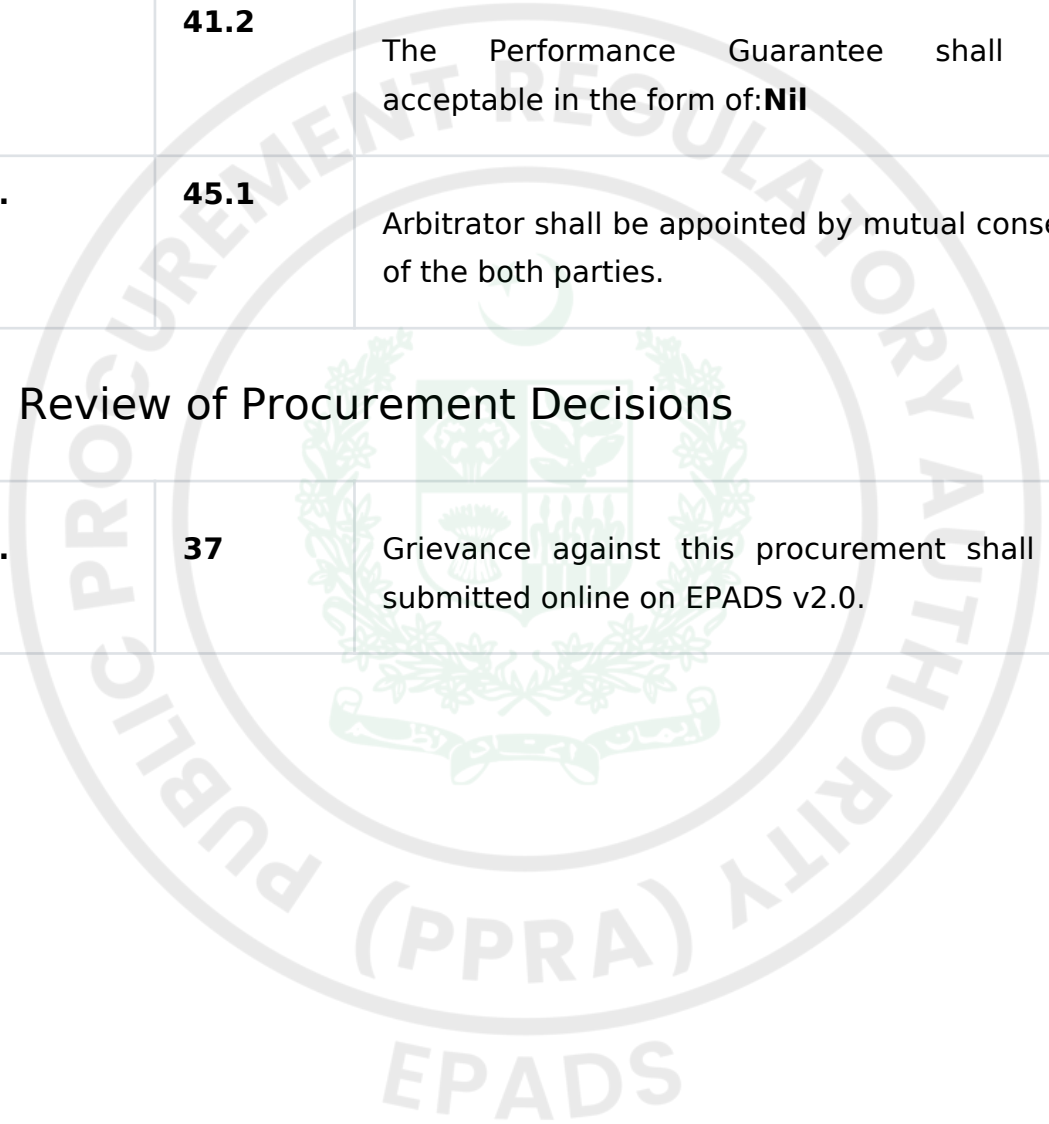 41.2
The Performance Guarantee shall
acceptable in the form of:Nil
. 45.1
Arbitrator shall be appointed by mutual conse
of the both parties.
Review of Procurement Decisions
. 37 Grievance against this procurement shall
submitted online on EPADS v2.0.
PUBLIC PROCUREMENT REGULATORY AUTHORITY
(PPRA)
EPADS